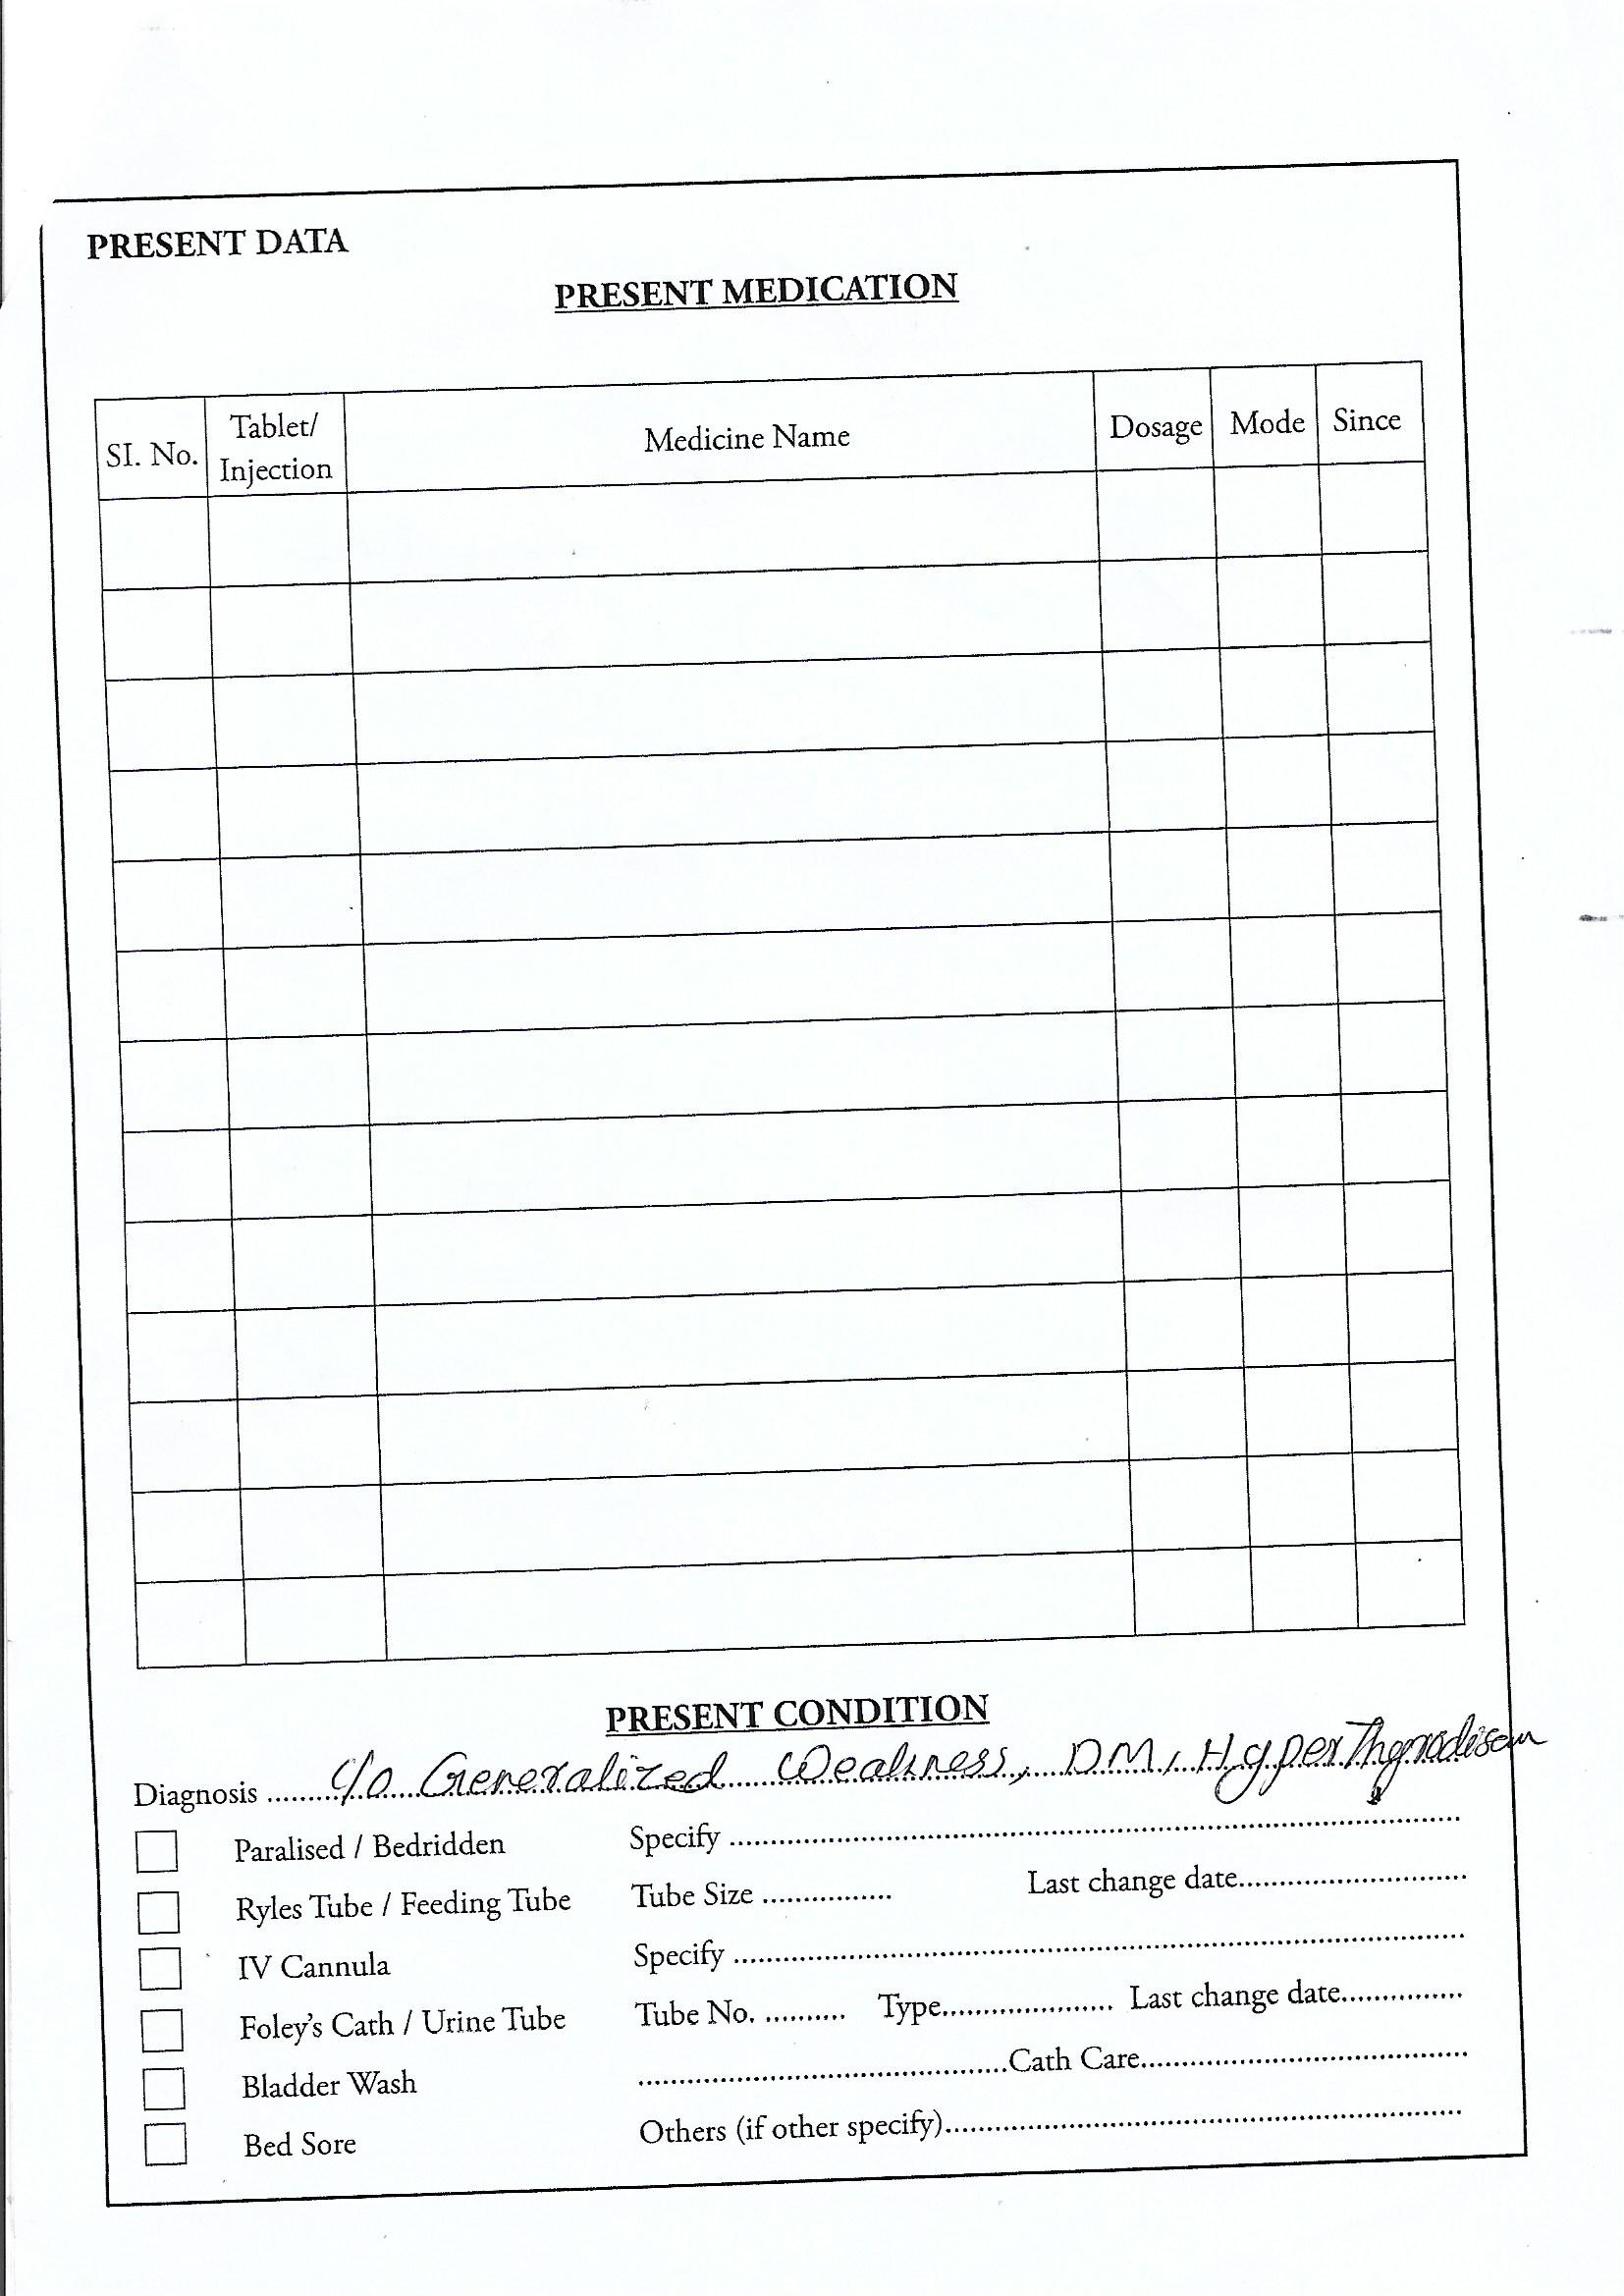 PRESENT DATA
PRESENT MEDICATION
SI. No. Tablet/ Injection Medicine Name Dosage Mode Since
PRESENT CONDITION
Diagnosis ......... C/o Generalized Weakness, DM, HyperThyrodisem
Paralised / Bedridden Specify ....................
Ryles Tube / Feeding Tube Tube Size ................ Last change date....................
IV Cannula Specify ....................
Foley's Cath / Urine Tube Tube No. .......... Type.................... Last change date...............
Bladder Wash ....................Cath Care....................
Bed Sore Others (if other specify)....................